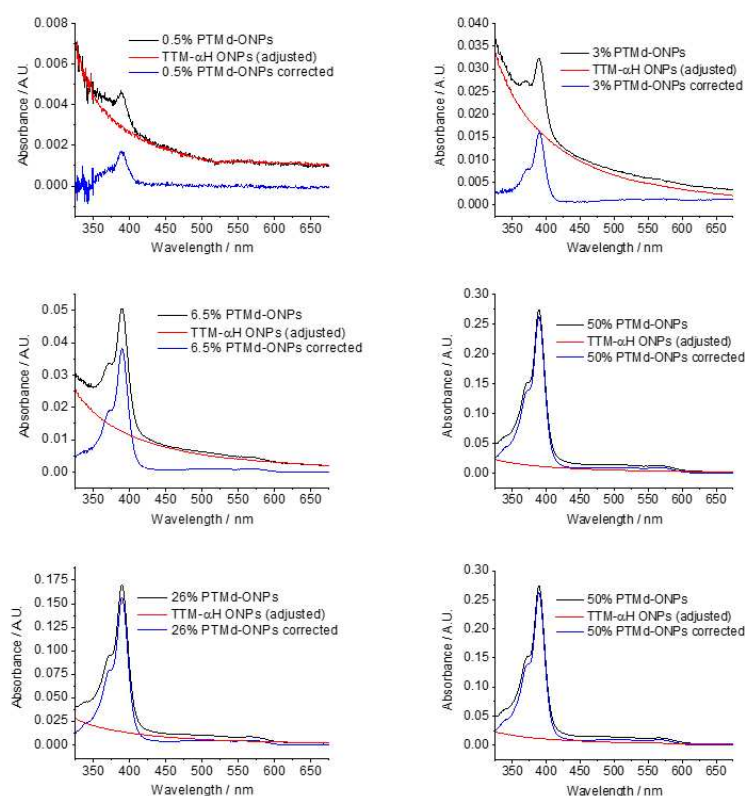 0.008
0.006
0.004
0.002
0.000
Absorbance / A.U.
0.5% PTMd-ONPs
TTM-αH ONPs (adjusted)
0.5% PTMd-ONPs corrected
350 400 450 500 550 600 650
Wavelength / nm
0.040
0.035
0.030
0.025
0.020
0.015
0.010
0.005
0.000
Absorbance / A.U.
3% PTMd-ONPs
TTM-αH ONPs (adjusted)
3% PTMd-ONPs corrected
350 400 450 500 550 600 650
Wavelength / nm
0.05
0.04
0.03
0.02
0.01
0.00
Absorbance / A.U.
6.5% PTMd-ONPs
TTM-αH ONPs (adjusted)
6.5% PTMd-ONPs corrected
350 400 450 500 550 600 650
Wavelength / nm
0.30
0.25
0.20
0.15
0.10
0.05
0.00
Absorbance / A.U.
50% PTMd-ONPs
TTM-αH ONPs (adjusted)
50% PTMd-ONPs corrected
350 400 450 500 550 600 650
Wavelength / nm
0.175
0.150
0.125
0.100
0.075
0.050
0.025
0.000
Absorbance / A.U.
26% PTMd-ONPs
TTM-αH ONPs (adjusted)
26% PTMd-ONPs corrected
350 400 450 500 550 600 650
Wavelength / nm
0.30
0.25
0.20
0.15
0.10
0.05
0.00
Absorbance / A.U.
50% PTMd-ONPs
TTM-αH ONPs (adjusted)
50% PTMd-ONPs corrected
350 400 450 500 550 600 650
Wavelength / nm